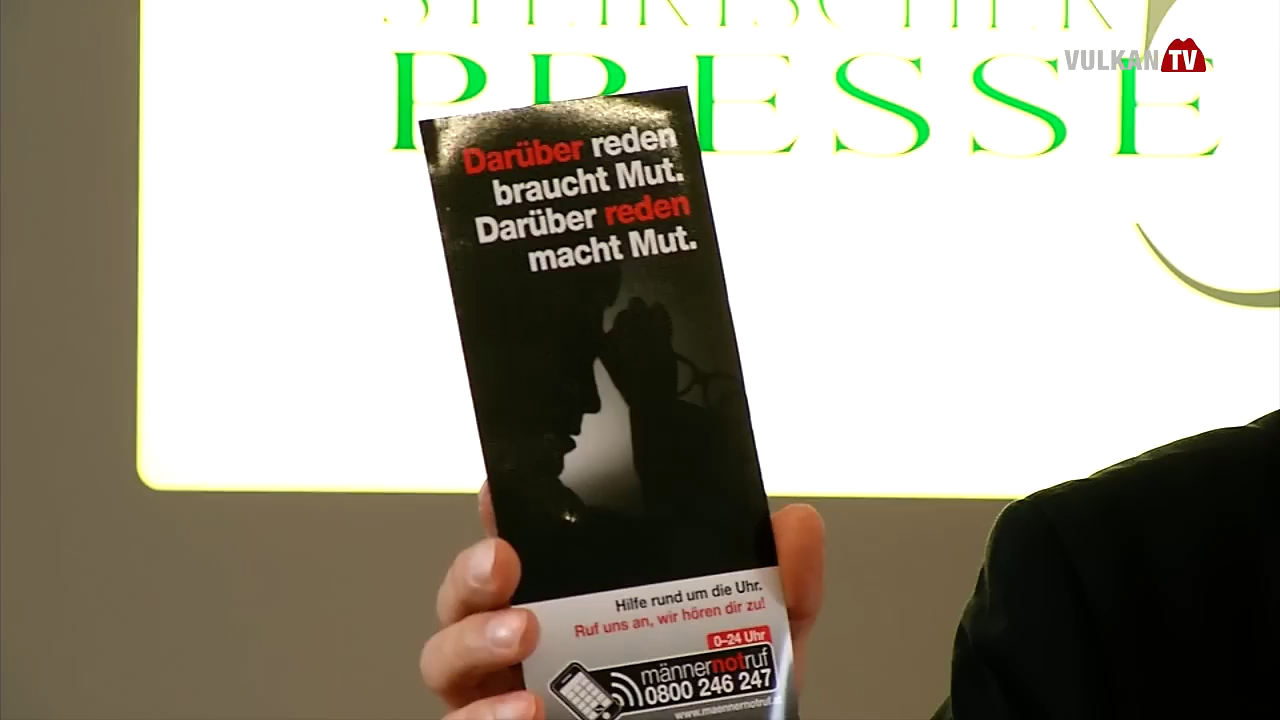 STEIRISCHER
PRESSE
VULKAN TV
Darüber reden
braucht Mut.
Darüber reden
macht Mut.
Hilfe rund um die Uhr.
Ruf uns an, wir hören dir zu!
0–24 Uhr
männernotruf
0800 246 247
www.maennernotruf.at